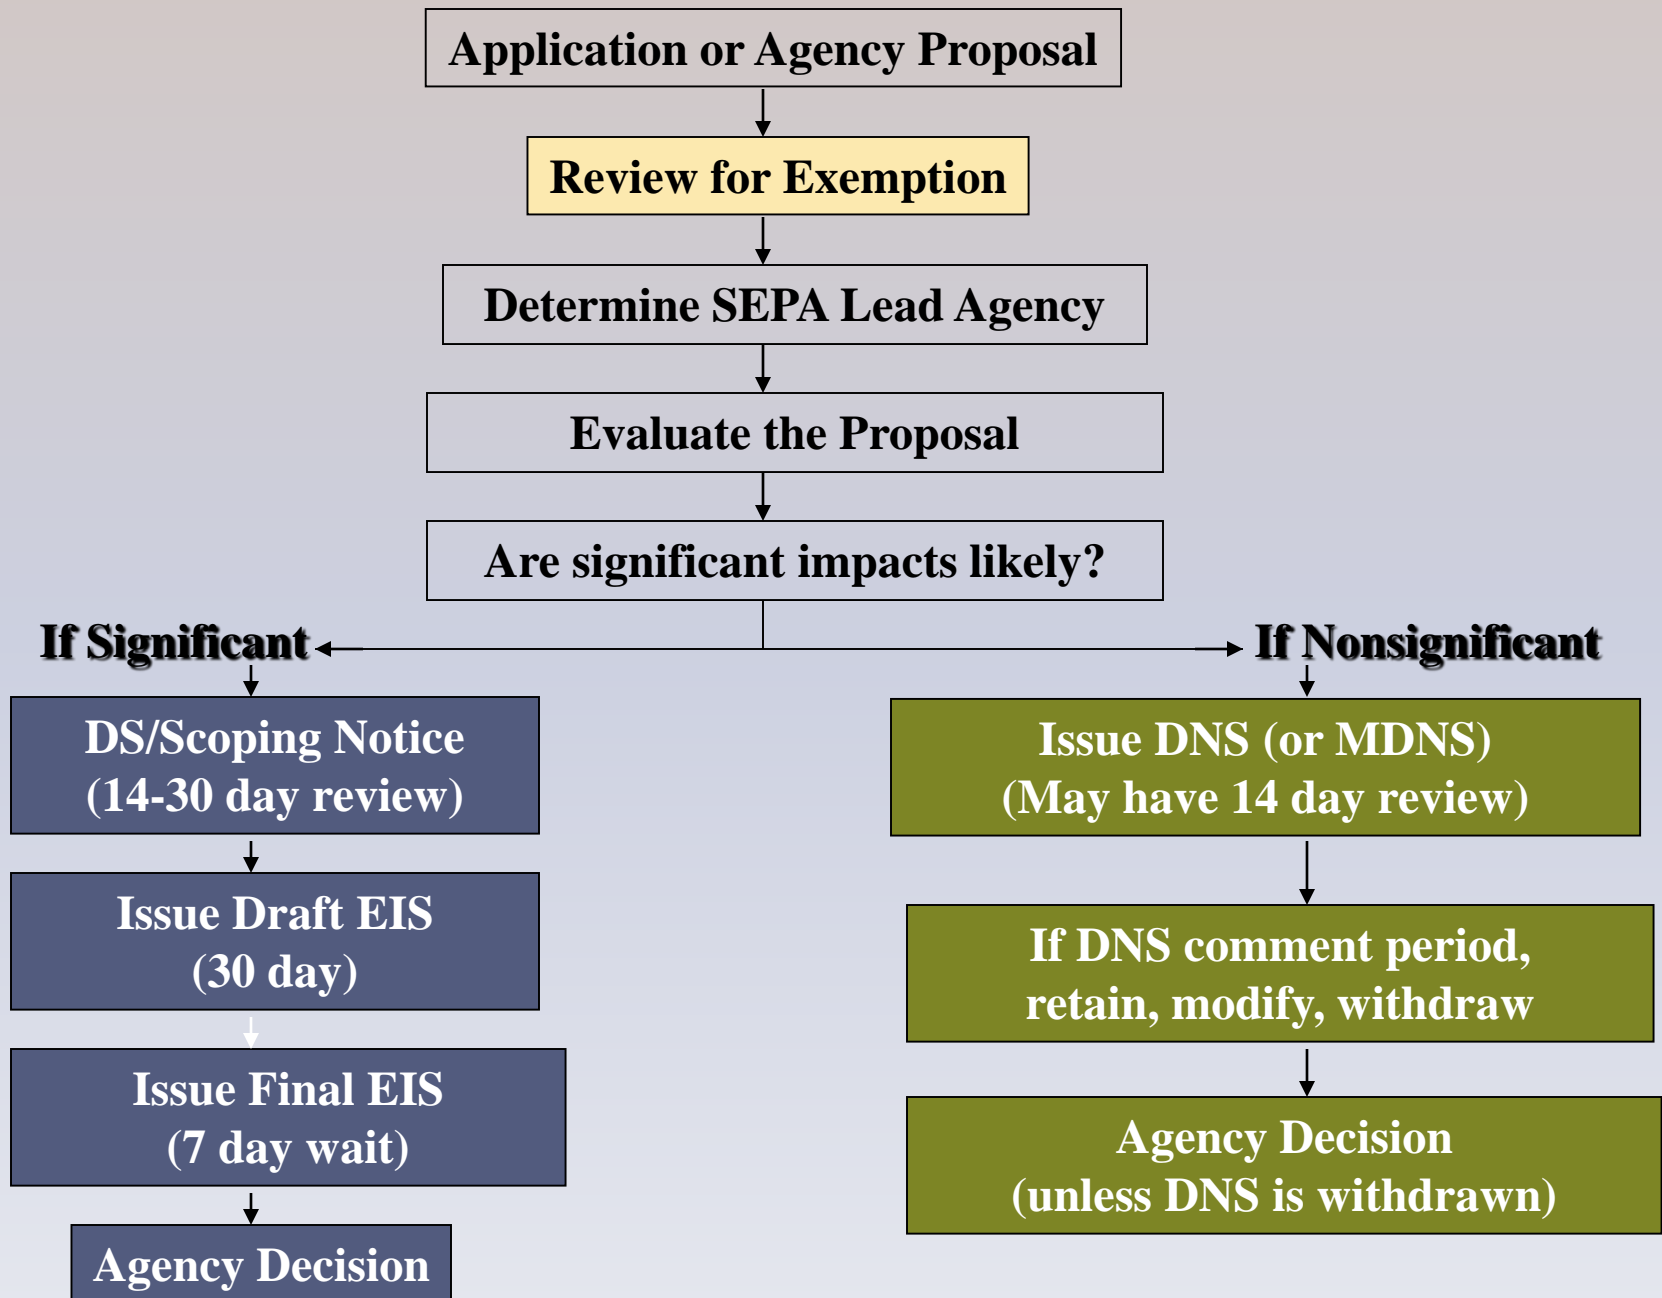 Application or Agency Proposal
Review for Exemption
Determine SEPA Lead Agency
Evaluate the Proposal
Are significant impacts likely?
If Significant
If Nonsignificant
DS/Scoping Notice
(14-30 day review)
Issue Draft EIS
(30 day)
Issue Final EIS
(7 day wait)
Agency Decision
Issue DNS (or MDNS)
(May have 14 day review)
If DNS comment period,
retain, modify, withdraw
Agency Decision
(unless DNS is withdrawn)